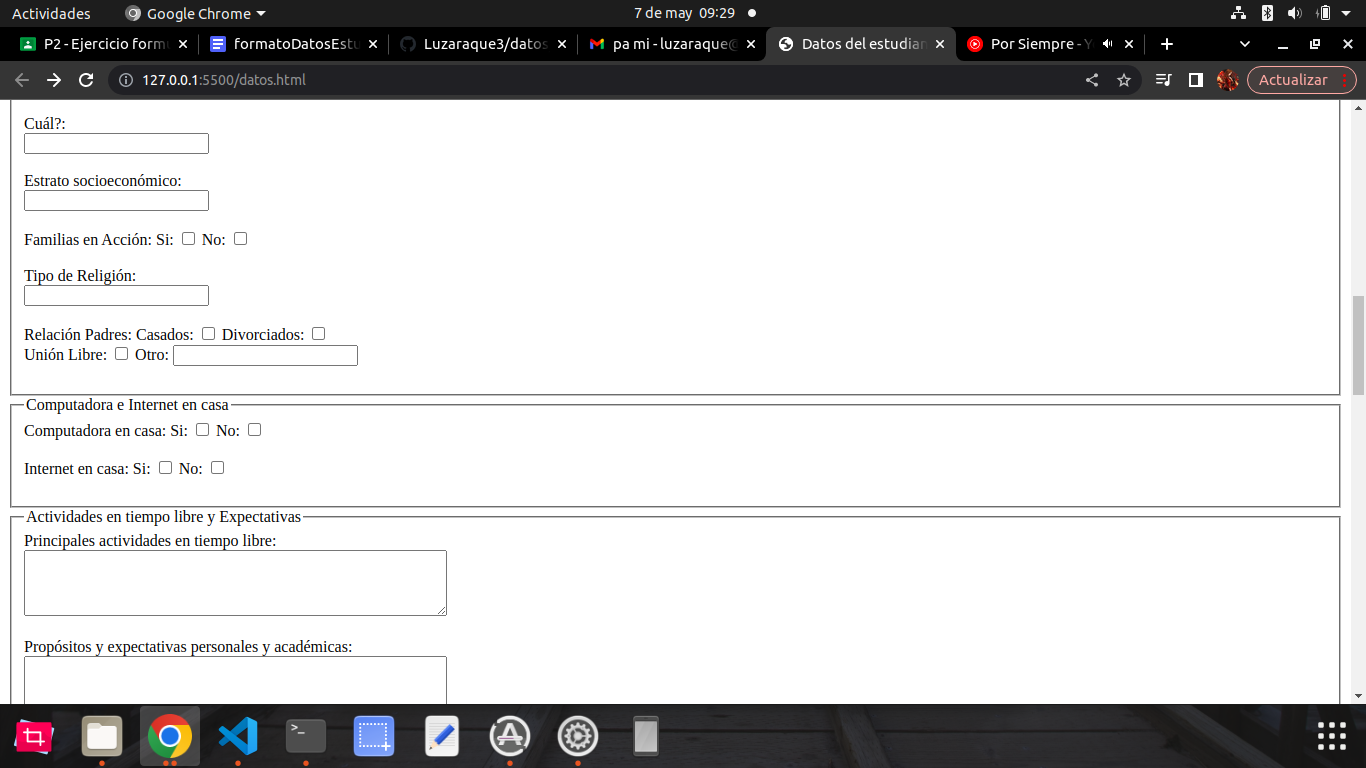 Actividades
Google Chrome
7 de may 09:29
P2 - Ejercicio form
formatoDatosEstu
Luzaraque3/datos
pa mi - luzaraque@
Datos del estudian
Por Siempre - Y
127.0.0.1:5500/datos.html
Actualizar
Cuál?:
Estrato socioeconómico:
Familias en Acción: Si: No:
Tipo de Religión:
Relación Padres: Casados: Divorciados:
Unión Libre: Otro:
Computadora e Internet en casa
Computadora en casa: Si: No:
Internet en casa: Si: No:
Actividades en tiempo libre y Expectativas
Principales actividades en tiempo libre:
Propósitos y expectativas personales y académicas: